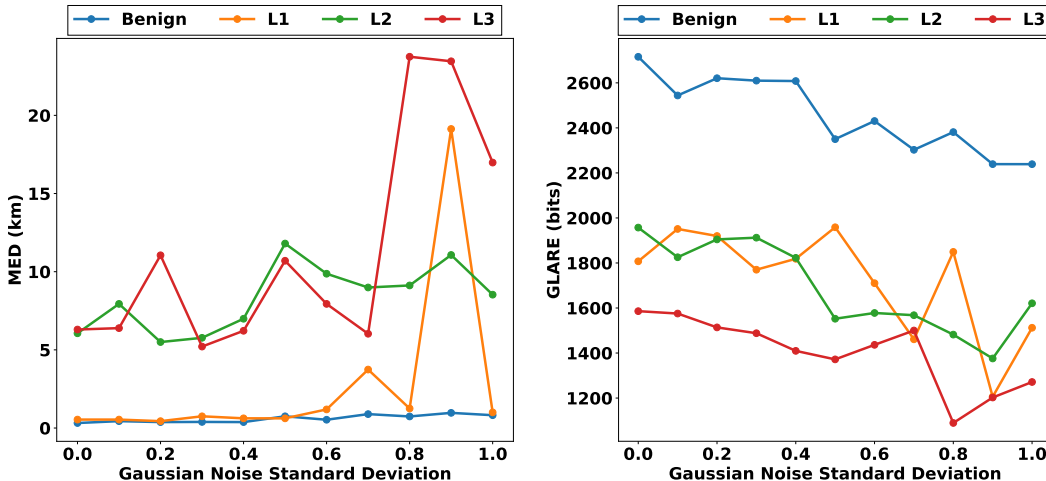 Benign L1 L2 L3
MED (km)
20
15
10
5
0
0.0 0.2 0.4 0.6 0.8 1.0
Gaussian Noise Standard Deviation
Benign L1 L2 L3
GLARE (bits)
2600
2400
2200
2000
1800
1600
1400
1200
0.0 0.2 0.4 0.6 0.8 1.0
Gaussian Noise Standard Deviation